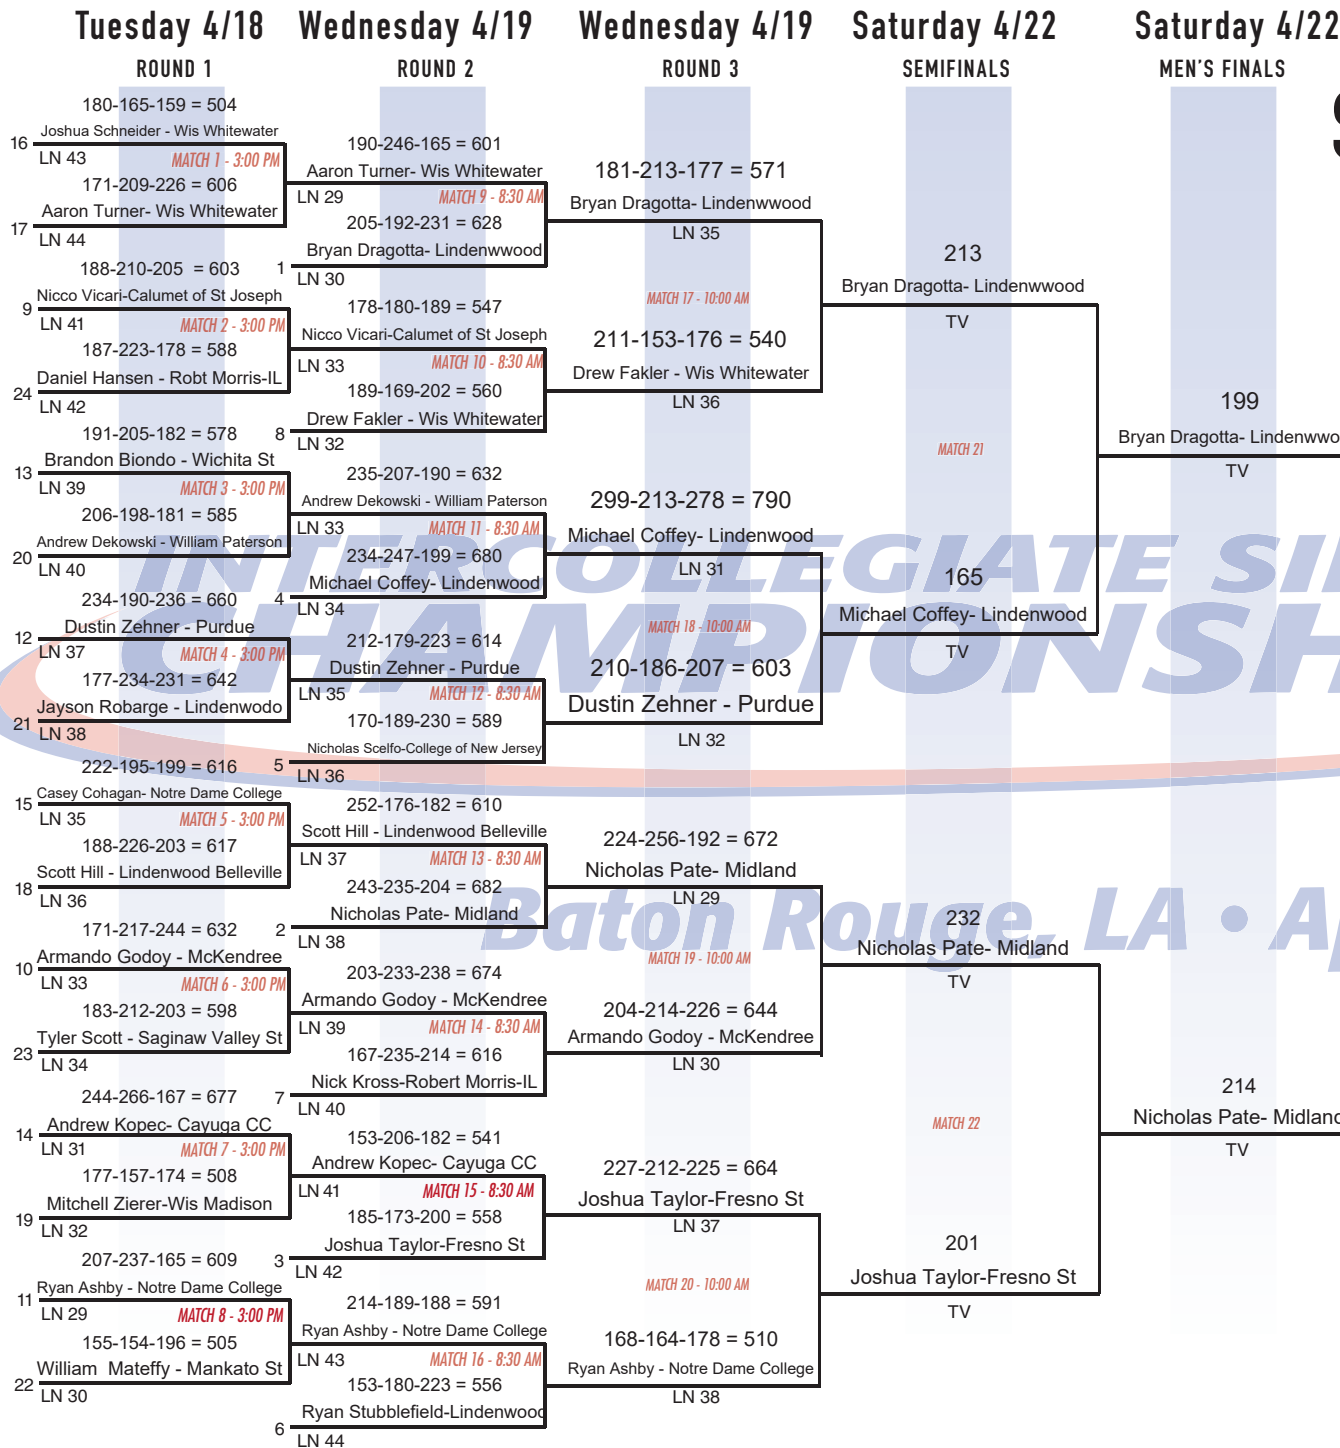 Tuesday 4/18
ROUND 1
180-165-159 = 504
Joshua Schneider - Wis Whitewater
16
LN 43
MATCH 1 - 3:00 PM
171-209-226 = 606
Aaron Turner- Wis Whitewater
17
LN 44
188-210-205 = 603
Nicco Vicari-Calumet of St Joseph
9
LN 41
MATCH 2 - 3:00 PM
187-223-178 = 588
Daniel Hansen - Robt Morris-IL
24
LN 42
191-205-182 = 578
Brandon Biondo - Wichita St
13
LN 39
MATCH 3 - 3:00 PM
206-198-181 = 585
Andrew Dekowski - William Paterson
20
LN 40
234-190-236 = 660
Dustin Zehner - Purdue
12
LN 37
MATCH 4 - 3:00 PM
177-234-231 = 642
Jayson Robarge - Lindenwodo
21
LN 38
222-195-199 = 616
Casey Cohagan- Notre Dame College
15
LN 35
MATCH 5 - 3:00 PM
188-226-203 = 617
Scott Hill - Lindenwood Belleville
18
LN 36
171-217-244 = 632
Armando Godoy - McKendree
10
LN 33
MATCH 6 - 3:00 PM
183-212-203 = 598
Tyler Scott - Saginaw Valley St
23
LN 34
244-266-167 = 677
Andrew Kopec- Cayuga CC
14
LN 31
MATCH 7 - 3:00 PM
177-157-174 = 508
Mitchell Zierer-Wis Madison
19
LN 32
207-237-165 = 609
Ryan Ashby - Notre Dame College
11
LN 29
MATCH 8 - 3:00 PM
155-154-196 = 505
William Mateffy - Mankato St
22
LN 30
Wednesday 4/19
ROUND 2
190-246-165 = 601
Aaron Turner- Wis Whitewater
LN 29
MATCH 9 - 8:30 AM
205-192-231 = 628
Bryan Dragotta- Lindenwwood
1
LN 30
178-180-189 = 547
Nicco Vicari-Calumet of St Joseph
LN 33
MATCH 10 - 8:30 AM
189-169-202 = 560
Drew Fakler - Wis Whitewater
8
LN 32
235-207-190 = 632
Andrew Dekowski - William Paterson
LN 33
MATCH 11 - 8:30 AM
234-247-199 = 680
Michael Coffey- Lindenwood
4
LN 34
212-179-223 = 614
Dustin Zehner - Purdue
LN 35
MATCH 12 - 8:30 AM
170-189-230 = 589
Nicholas Scelfo-College of New Jersey
5
LN 36
252-176-182 = 610
Scott Hill - Lindenwood Belleville
LN 37
MATCH 13 - 8:30 AM
243-235-204 = 682
Nicholas Pate- Midland
2
LN 38
203-233-238 = 674
Armando Godoy - McKendree
LN 39
MATCH 14 - 8:30 AM
167-235-214 = 616
Nick Kross-Robert Morris-IL
7
LN 40
153-206-182 = 541
Andrew Kopec- Cayuga CC
LN 41
MATCH 15 - 8:30 AM
185-173-200 = 558
Joshua Taylor-Fresno St
3
LN 42
214-189-188 = 591
Ryan Ashby - Notre Dame College
LN 43
MATCH 16 - 8:30 AM
153-180-223 = 556
Ryan Stubblefield-Lindenwood
6
LN 44
Wednesday 4/19
ROUND 3
181-213-177 = 571
Bryan Dragotta- Lindenwwood
LN 35
MATCH 17 - 10:00 AM
211-153-176 = 540
Drew Fakler - Wis Whitewater
LN 36
299-213-278 = 790
Michael Coffey- Lindenwood
LN 31
MATCH 18 - 10:00 AM
210-186-207 = 603
Dustin Zehner - Purdue
LN 32
224-256-192 = 672
Nicholas Pate- Midland
LN 29
MATCH 19 - 10:00 AM
204-214-226 = 644
Armando Godoy - McKendree
LN 30
227-212-225 = 664
Joshua Taylor-Fresno St
LN 37
MATCH 20 - 10:00 AM
168-164-178 = 510
Ryan Ashby - Notre Dame College
LN 38
Saturday 4/22
SEMIFINALS
213
Bryan Dragotta- Lindenwwood
TV
MATCH 21
165
Michael Coffey- Lindenwood
TV
232
Nicholas Pate- Midland
TV
MATCH 22
201
Joshua Taylor-Fresno St
TV
Saturday 4/22
MEN'S FINALS
199
Bryan Dragotta- Lindenwwo
TV
214
Nicholas Pate- Midland
TV
INTERCOLLEGIATE SI
CHAMPIONSH
Baton Rouge, LA • Ap